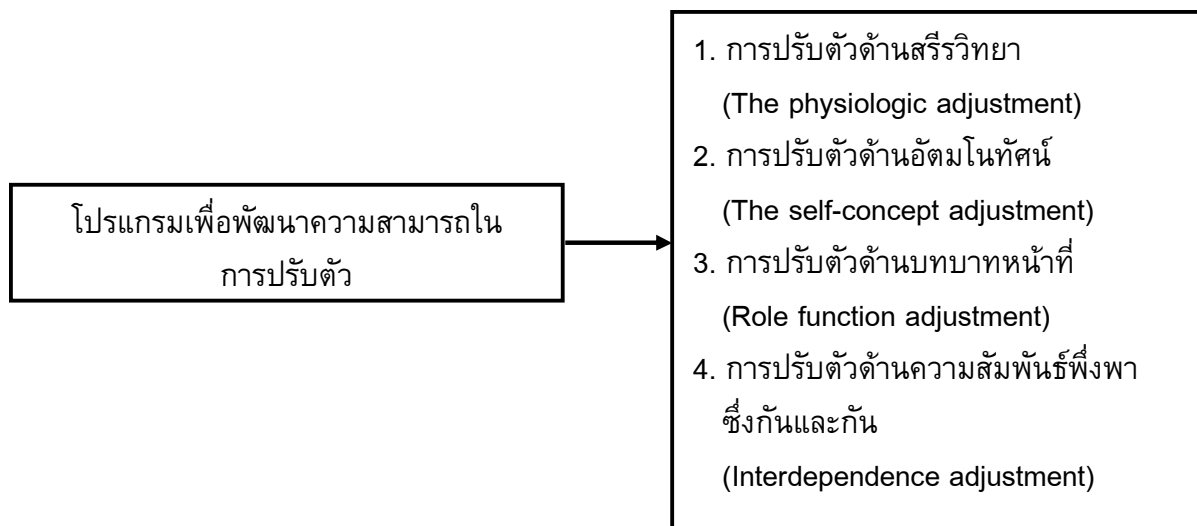 โปรแกรมเพื่อพัฒนาความสามารถใน
การปรับตัว
1. การปรับตัวด้านสรีรวิทยา
(The physiologic adjustment)
2. การปรับตัวด้านอัตมโนทัศน์
(The self-concept adjustment)
3. การปรับตัวด้านบทบาทหน้าที่
(Role function adjustment)
4. การปรับตัวด้านความสัมพันธ์พึ่งพา
ซึ่งกันและกัน
(Interdependence adjustment)